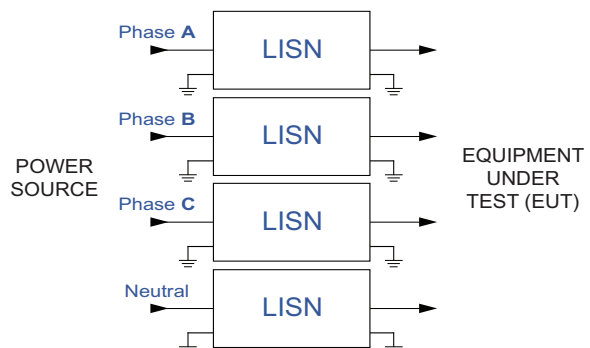 Phase A
LISN
Phase B
LISN
POWER
SOURCE
EQUIPMENT
UNDER
TEST (EUT)
Phase C
LISN
Neutral
LISN